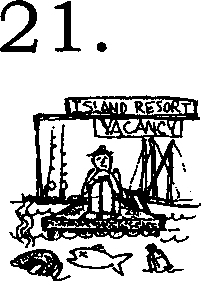 21.
ISLAND RESORT
VACANCY